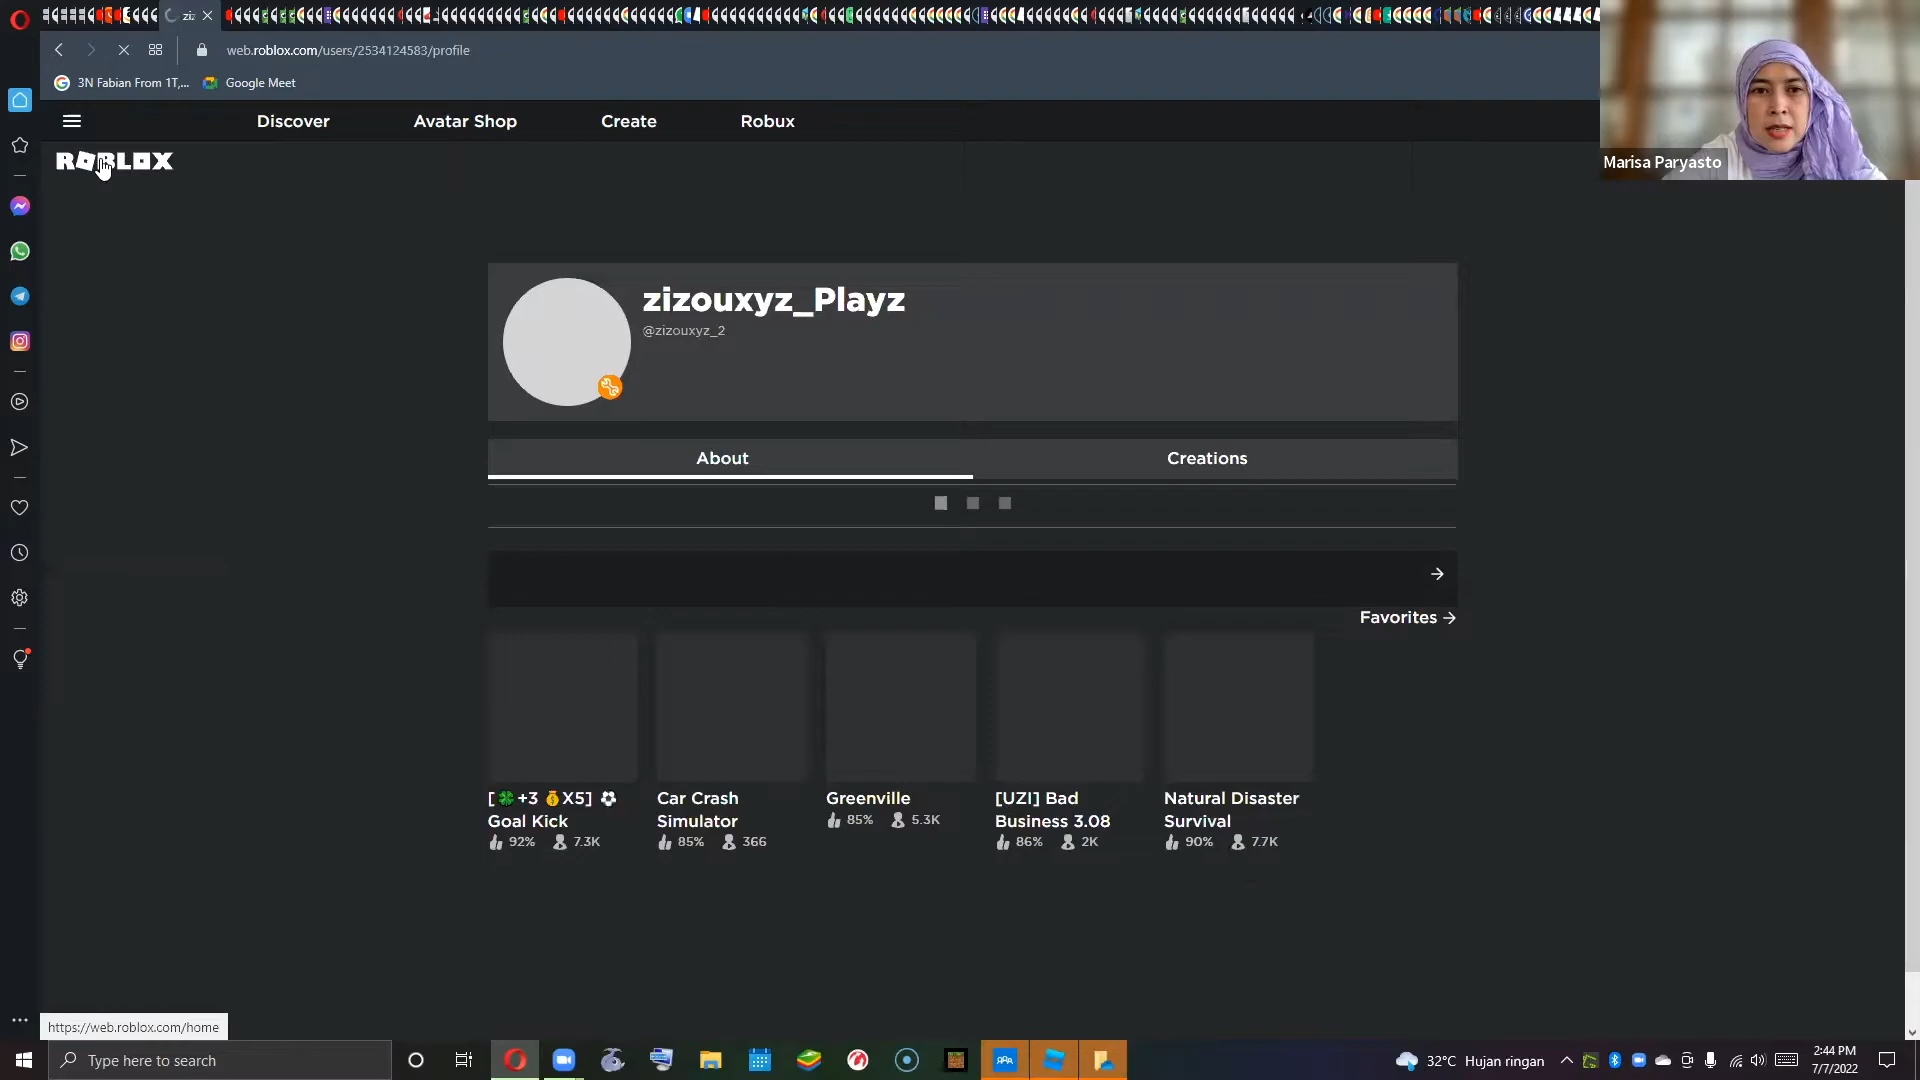 ziz
web.roblox.com/users/2534124583/profile
3N Fabian From 1T,...
Google Meet
Discover
Avatar Shop
Create
Robux
ROBLOX
Marisa Paryasto
zizouxyz_Playz
@zizouxyz_2
About
Creations
Favorites
[🍀+3 💰X5] ⚽
Goal Kick
92% 7.3K
Car Crash
Simulator
85% 366
Greenville
85% 5.3K
[UZI] Bad
Business 3.08
86% 2K
Natural Disaster
Survival
90% 7.7K
https://web.roblox.com/home
Type here to search
32°C Hujan ringan
2:44 PM
7/7/2022